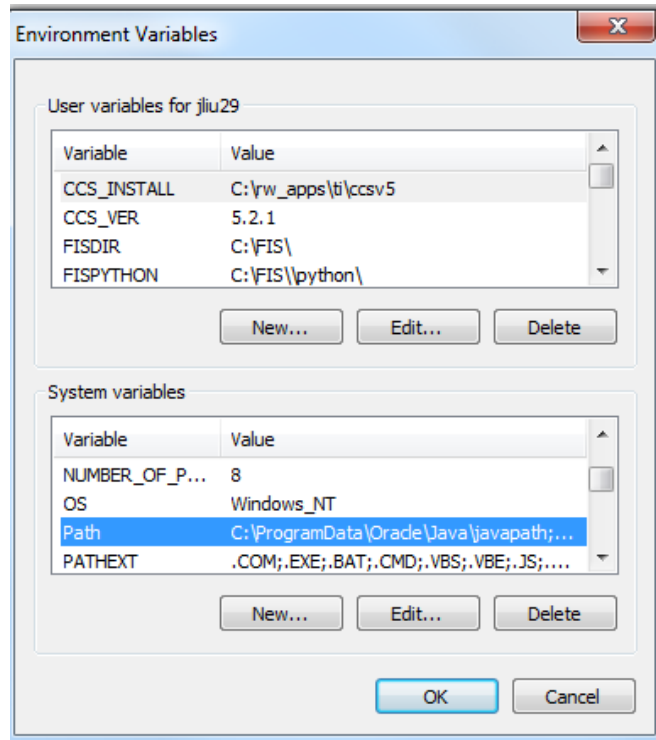 Environment Variables
User variables for jliu29
Variable Value
CCS_INSTALL C:\rw_apps\ti\ccsv5
CCS_VER 5.2.1
FISDIR C:\FIS\
FISPYTHON C:\FIS\\python\
New... Edit... Delete
System variables
Variable Value
NUMBER_OF_P... 8
OS Windows_NT
Path C:\ProgramData\Oracle\Java\javapath;...
PATHEXT .COM;.EXE;.BAT;.CMD;.VBS;.VBE;.JS;....
New... Edit... Delete
OK Cancel